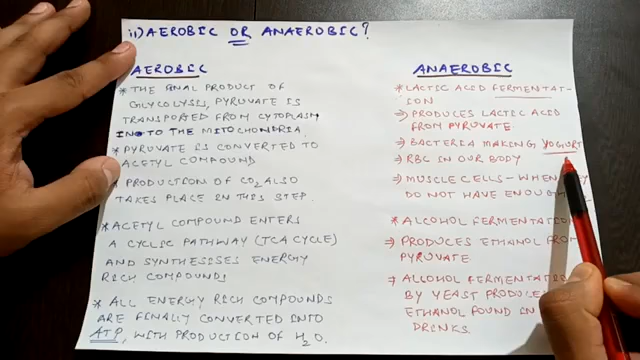 ii) AEROBIC OR ANAEROBIC?
AEROBIC
* THE FINAL PRODUCT OF
GLYCOLYSIS, PYRUVATE IS
TRANSPORTED FROM CYTOPLASM
INTO TO THE MITOCHONDRIA.
* PYRUVATE IS CONVERTED TO
ACETYL COMPOUND
* PRODUCTION OF CO2 ALSO
TAKES PLACE IN THIS STEP.
* ACETYL COMPOUND ENTERS
A CYCLIC PATHWAY (TCA CYCLE)
AND SYNTHESISES ENERGY
RICH COMPOUNDS
* ALL ENERGY RICH COMPOUNDS
ARE FINALLY CONVERTED INTO
ATP, WITH PRODUCTION OF H2O.
ANAEROBIC
* LACTIC ACID FERMENTAT-
ION
⇒ PRODUCES LACTIC ACID
FROM PYRUVATE
⇒ BACTERIA MAKING YOGURT
⇒ RBC IN OUR BODY
⇒ MUSCLE CELLS - WHEN
DO NOT HAVE ENOUGH
* ALCOHOL FERMENTATION
⇒ PRODUCES ETHANOL FROM
PYRUVATE
⇒ ALCOHOL FERMENTATI
BY YEAST PRODUCE
ETHANOL FOUND IN
DRINKS.